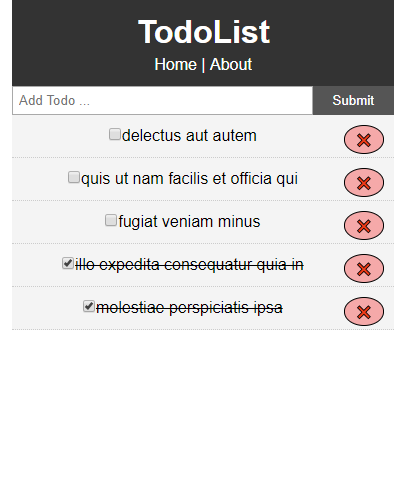 TodoList
Home | About
Add Todo ... Submit
delectus aut autem
quis ut nam facilis et officia qui
fugiat veniam minus
illo expedita consequatur quia in
molestiae perspiciatis ipsa